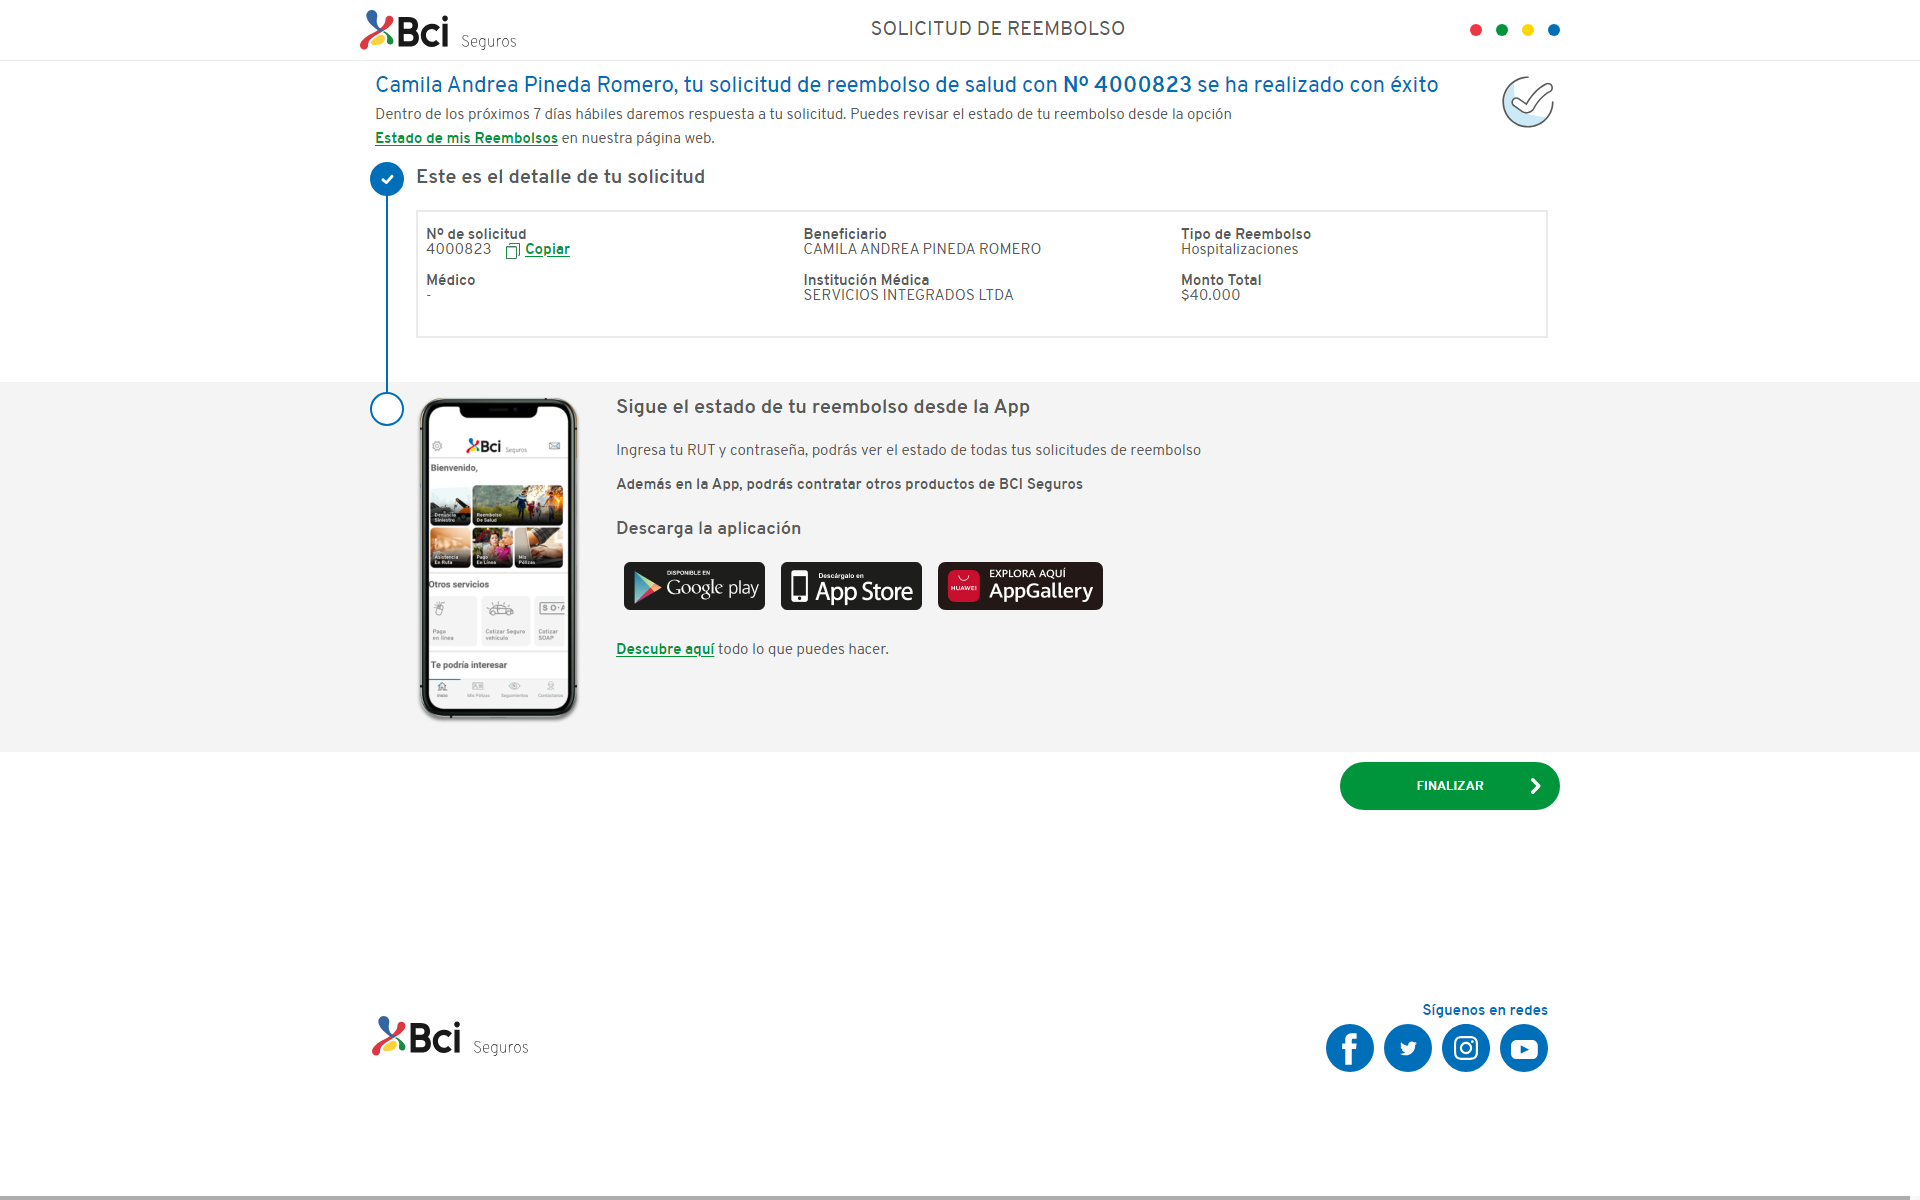 Bci Seguros
SOLICITUD DE REEMBOLSO
Camila Andrea Pineda Romero, tu solicitud de reembolso de salud con Nº 4000823 se ha realizado con éxito
Dentro de los próximos 7 días hábiles daremos respuesta a tu solicitud. Puedes revisar el estado de tu reembolso desde la opción
Estado de mis Reembolsos en nuestra página web.
Este es el detalle de tu solicitud
Nº de solicitud
4000823 Copiar
Beneficiario
CAMILA ANDREA PINEDA ROMERO
Tipo de Reembolso
Hospitalizaciones
Médico
-
Institución Médica
SERVICIOS INTEGRADOS LTDA
Monto Total
$40.000
Bci Seguros
Bienvenido,
Denuncio
Siniestro
Reembolso
De Salud
Asistencia
En Ruta
Pago
En Línea
Mis
Pólizas
Otros servicios
Pago
en línea
Cotizar Seguro
vehículo
SO·A
Cotizar
SOAP
Te podría interesar
Inicio
Mis Pólizas
Seguimientos
Contáctanos
Sigue el estado de tu reembolso desde la App
Ingresa tu RUT y contraseña, podrás ver el estado de todas tus solicitudes de reembolso
Además en la App, podrás contratar otros productos de BCI Seguros
Descarga la aplicación
DISPONIBLE EN
Google play
Descárgalo en
App Store
HUAWEI
EXPLORA AQUÍ
AppGallery
Descubre aquí todo lo que puedes hacer.
FINALIZAR
Bci Seguros
Síguenos en redes